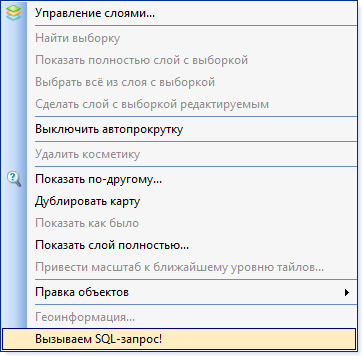 Управление слоями...
Найти выборку
Показать полностью слой с выборкой
Выбрать всё из слоя с выборкой
Сделать слой с выборкой редактируемым
Выключить автопрокрутку
Удалить косметику
Показать по-другому...
Дублировать карту
Показать как было
Показать слой полностью...
Привести масштаб к ближайшему уровню тайлов...
Правка объектов
Геоинформация...
Вызываем SQL-запрос!